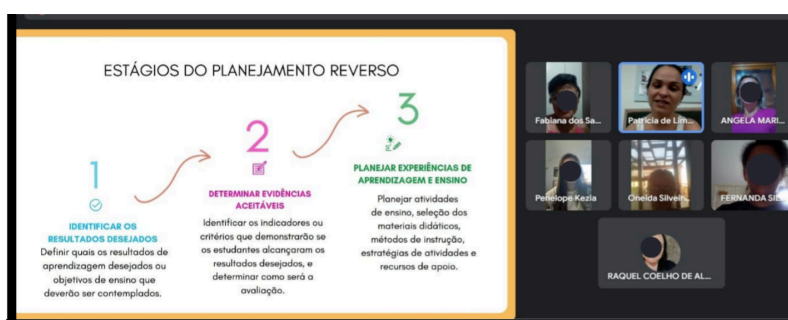 ESTÁGIOS DO PLANEJAMENTO REVERSO
1
IDENTIFICAR OS
RESULTADOS DESEJADOS
Definir quais os resultados de
aprendizagem desejados ou
objetivos de ensino que
deverão ser contemplados.
2
DETERMINAR EVIDÊNCIAS
ACEITÁVEIS
Identificar os indicadores ou
critérios que demonstrarão se
os estudantes alcançaram os
resultados desejados, e
determinar como será a
avaliação.
3
PLANEJAR EXPERIÊNCIAS DE
APRENDIZAGEM E ENSINO
Planejar atividades
de ensino, seleção dos
materiais didáticos,
métodos de instrução,
estratégias de atividades e
recursos de apoio.
Fabiana dos Sa...
Patricia de Lim...
ANGELA MARI...
Penelope Kezia
Oneida Silveir...
FERNANDA SIL
RAQUEL COELHO DE AL...